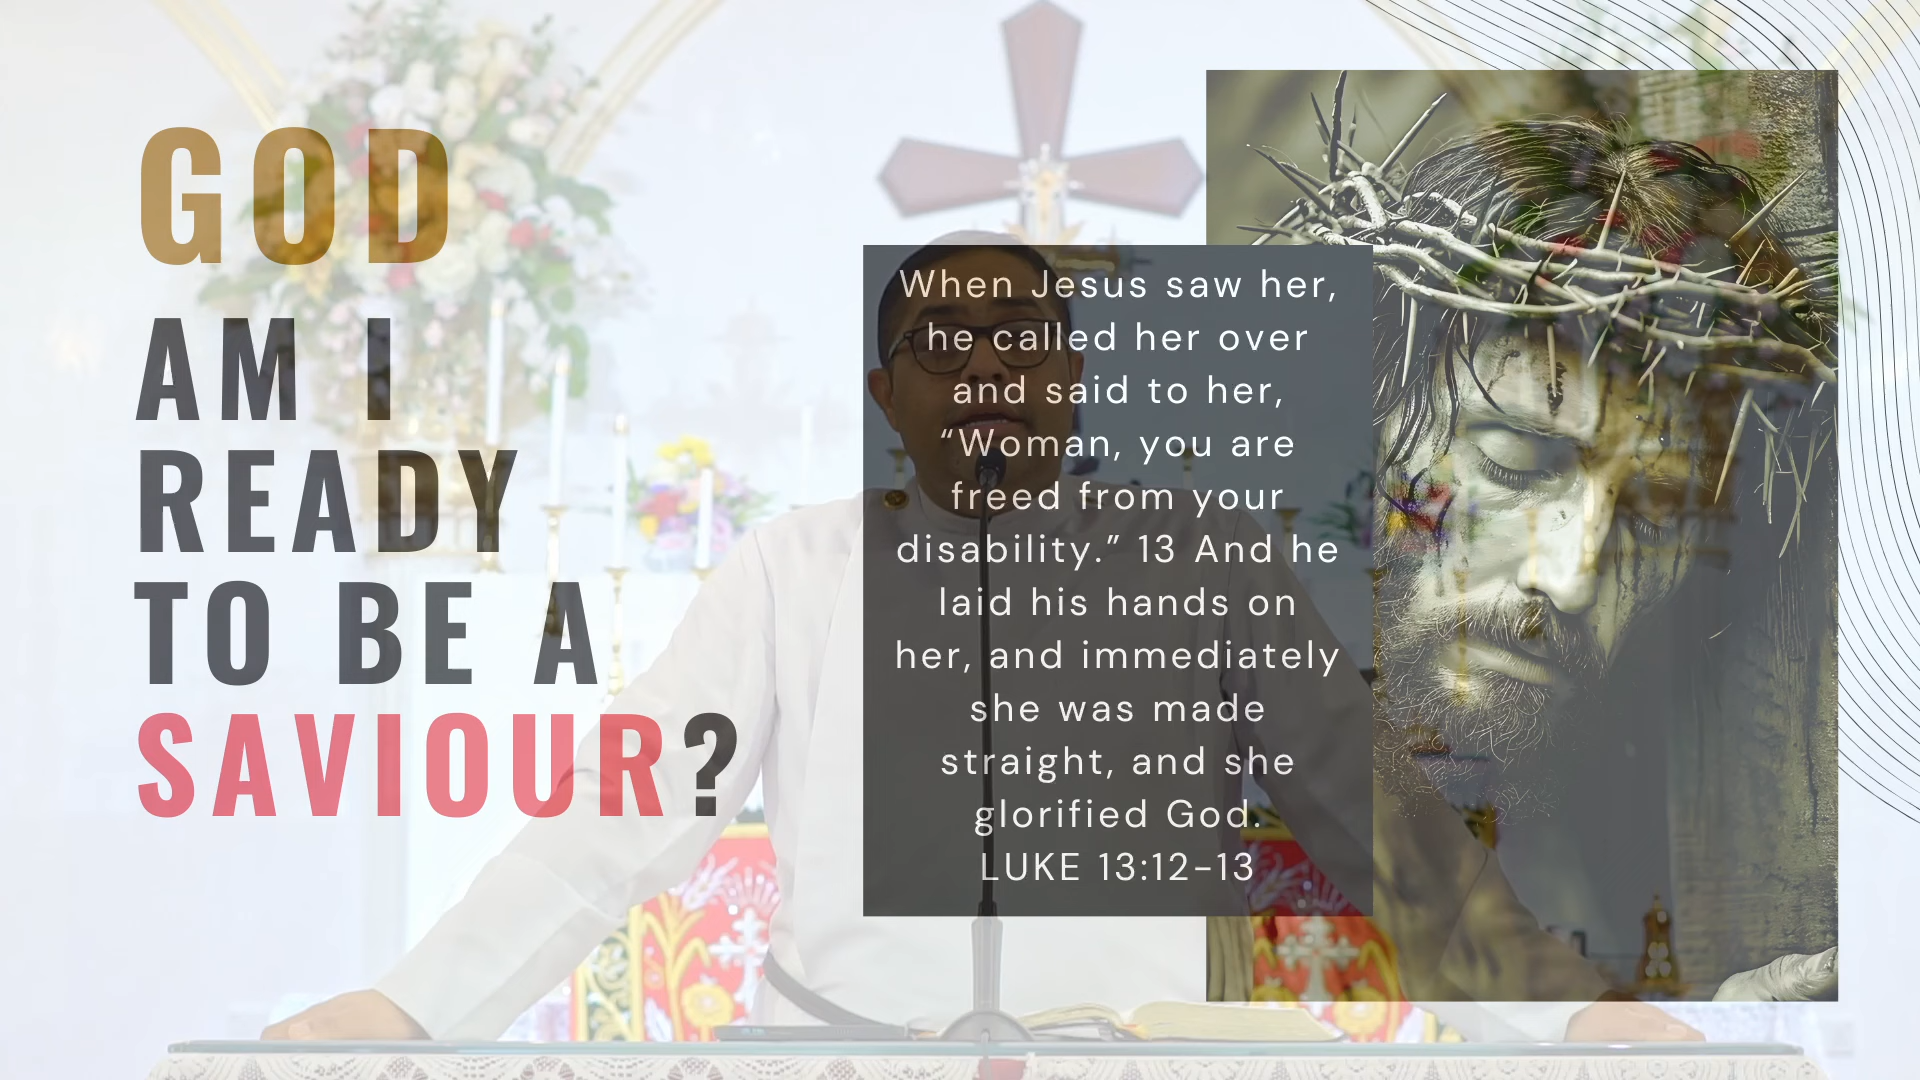 GOD
AM I
READY
TO BE A
SAVIOUR?
When Jesus saw her,
he called her over
and said to her,
“Woman, you are
freed from your
disability.” 13 And he
laid his hands on
her, and immediately
she was made
straight, and she
glorified God.
LUKE 13:12-13